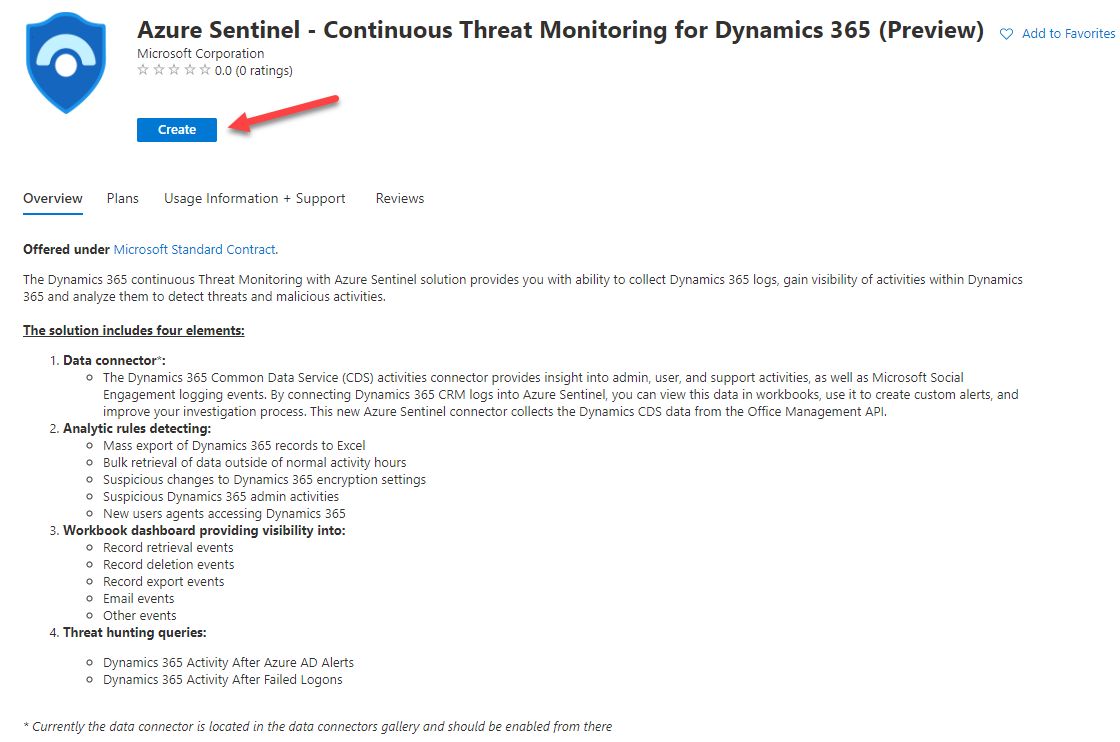 Azure Sentinel - Continuous Threat Monitoring for Dynamics 365 (Preview)
Add to Favorites
Microsoft Corporation
0.0 (0 ratings)
Create
Overview
Plans
Usage Information + Support
Reviews
Offered under Microsoft Standard Contract.
The Dynamics 365 continuous Threat Monitoring with Azure Sentinel solution provides you with ability to collect Dynamics 365 logs, gain visibility of activities within Dynamics
365 and analyze them to detect threats and malicious activities.
The solution includes four elements:
1. Data connector*:
The Dynamics 365 Common Data Service (CDS) activities connector provides insight into admin, user, and support activities, as well as Microsoft Social
Engagement logging events. By connecting Dynamics 365 CRM logs into Azure Sentinel, you can view this data in workbooks, use it to create custom alerts, and
improve your investigation process. This new Azure Sentinel connector collects the Dynamics CDS data from the Office Management API.
2. Analytic rules detecting:
Mass export of Dynamics 365 records to Excel
Bulk retrieval of data outside of normal activity hours
Suspicious changes to Dynamics 365 encryption settings
Suspicious Dynamics 365 admin activities
New users agents accessing Dynamics 365
3. Workbook dashboard providing visibility into:
Record retrieval events
Record deletion events
Record export events
Email events
Other events
4. Threat hunting queries:
Dynamics 365 Activity After Azure AD Alerts
Dynamics 365 Activity After Failed Logons
* Currently the data connector is located in the data connectors gallery and should be enabled from there